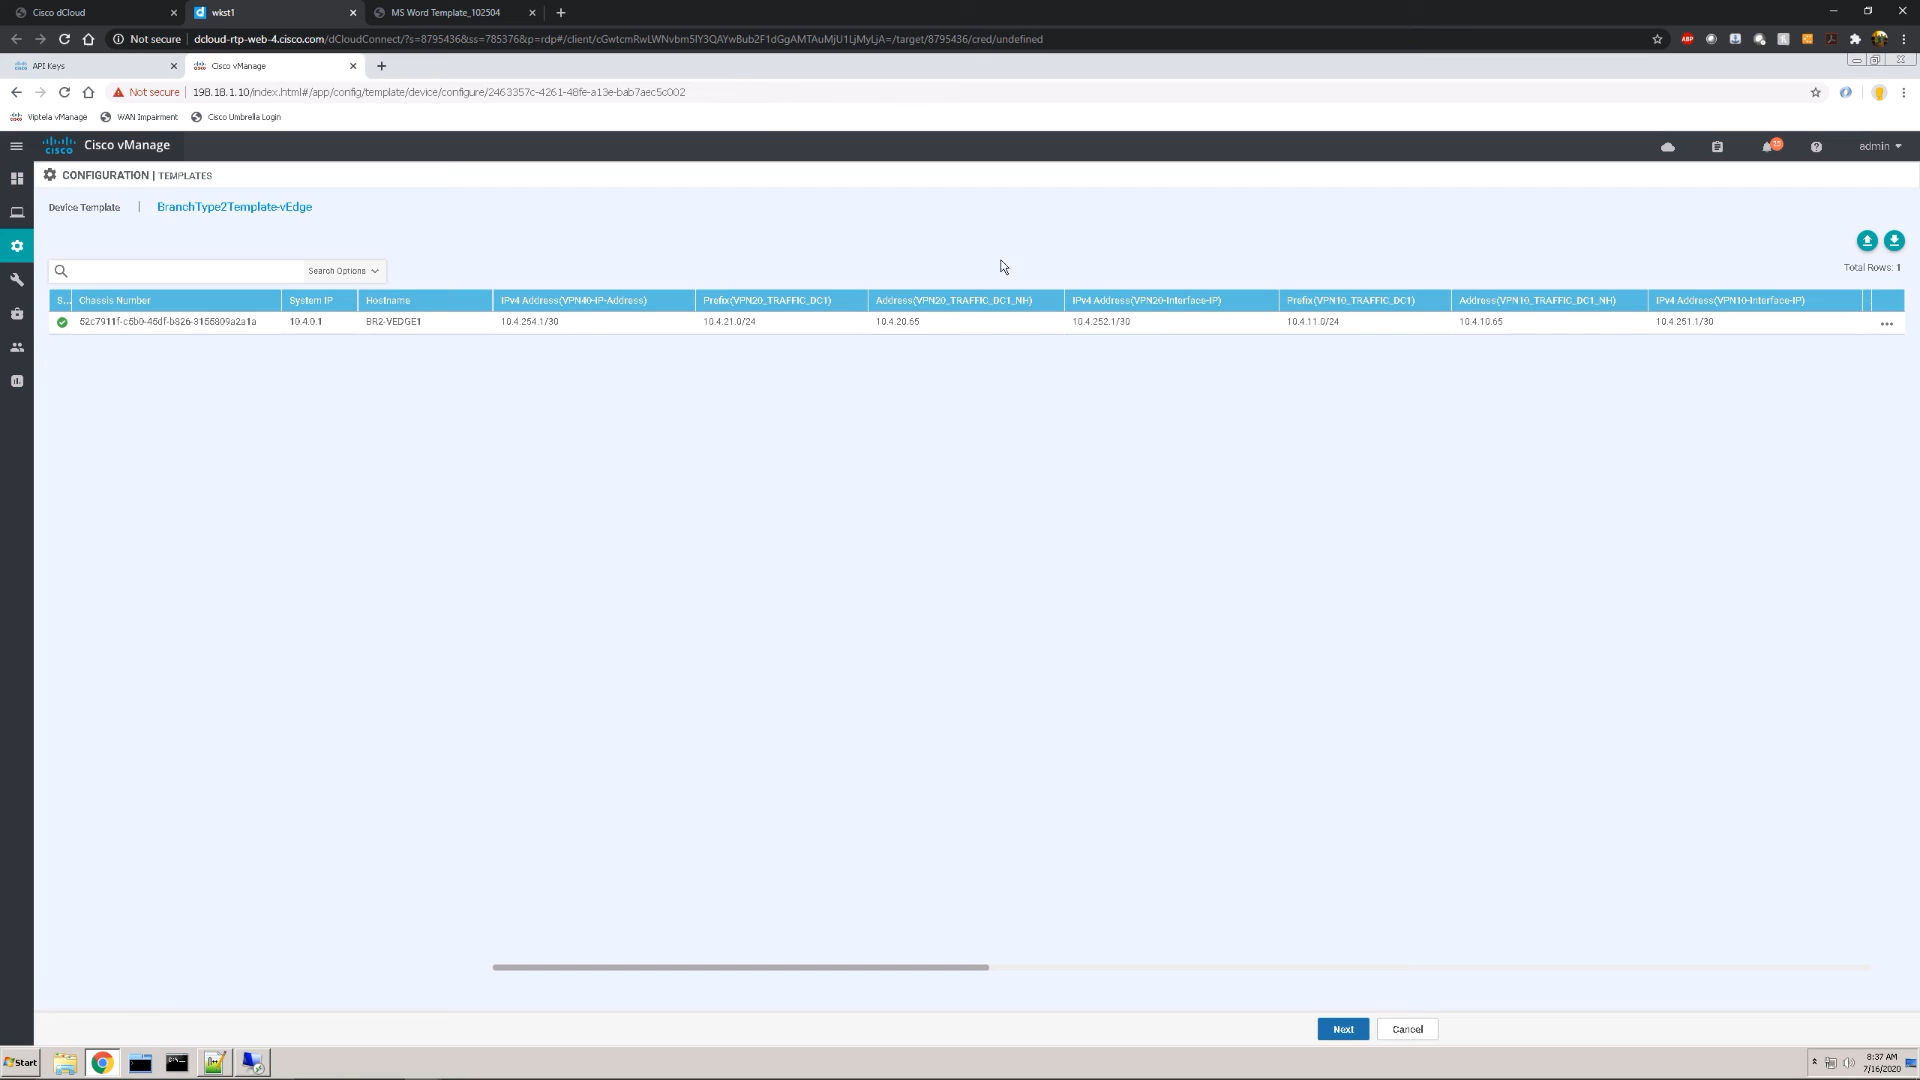 Cisco dCloud
wkst1
MS Word Template_102504
Not secure
dcloud-rtp-web-4.cisco.com/dCloudConnect/?s=8795436&ss=785376&p=rdp#/client/cGwtcmRwLWNvbm5lY3QAYwBub2F1dGgAMTAuMjU1LjMyLjA=/target/8795436/cred/undefined
ABP
API Keys
Cisco vManage
Not secure
198.18.1.10/index.html#/app/config/template/device/configure/2463357c-4261-48fe-a13e-bab7aec5c002
Viptela vManage
WAN Impairment
Cisco Umbrella Login
CISCO
Cisco vManage
admin
CONFIGURATION | TEMPLATES
Device Template
BranchType2Template-vEdge
Search Options
Total Rows: 1
S... Chassis Number System IP Hostname IPv4 Address(VPN40-IP-Address) Prefix(VPN20_TRAFFIC_DC1) Address(VPN20_TRAFFIC_DC1_NH) IPv4 Address(VPN20-Interface-IP) Prefix(VPN10_TRAFFIC_DC1) Address(VPN10_TRAFFIC_DC1_NH) IPv4 Address(VPN10-Interface-IP)
52c7911f-c5b0-45df-b826-3155809a2a1a 10.4.0.1 BR2-VEDGE1 10.4.254.1/30 10.4.21.0/24 10.4.20.65 10.4.252.1/30 10.4.11.0/24 10.4.10.65 10.4.251.1/30
Next
Cancel
Start
8:37 AM
7/16/2020